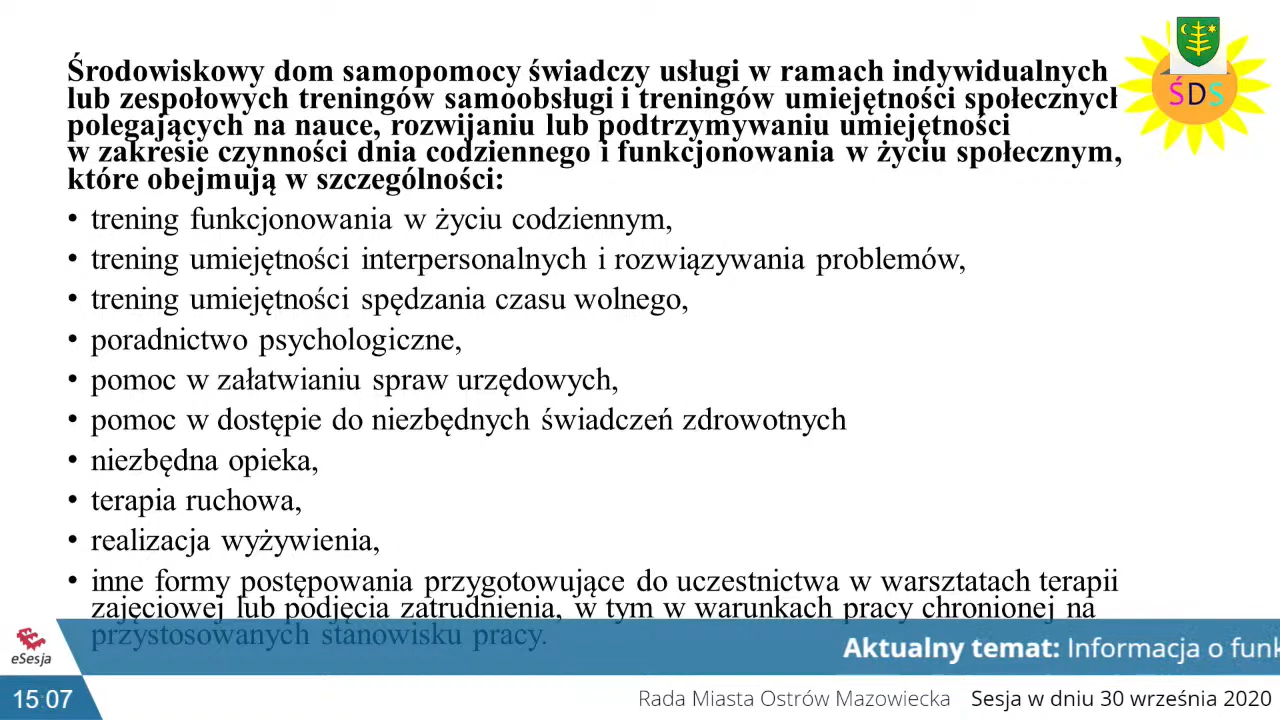 Środowiskowy dom samopomocy świadczy usługi w ramach indywidualnych
lub zespołowych treningów samoobsługi i treningów umiejętności społecznych
polegających na nauce, rozwijaniu lub podtrzymywaniu umiejętności
w zakresie czynności dnia codziennego i funkcjonowania w życiu społecznym,
które obejmują w szczególności:
• trening funkcjonowania w życiu codziennym,
• trening umiejętności interpersonalnych i rozwiązywania problemów,
• trening umiejętności spędzania czasu wolnego,
• poradnictwo psychologiczne,
• pomoc w załatwianiu spraw urzędowych,
• pomoc w dostępie do niezbędnych świadczeń zdrowotnych
• niezbędna opieka,
• terapia ruchowa,
• realizacja wyżywienia,
• inne formy postępowania przygotowujące do uczestnictwa w warsztatach terapii
zajęciowej lub podjęcia zatrudnienia, w tym w warunkach pracy chronionej na
przystosowanych stanowisku pracy.
ŚDS
eSesja
Aktualny temat: Informacja o funk
15:07
Rada Miasta Ostrów Mazowiecka Sesja w dniu 30 września 2020